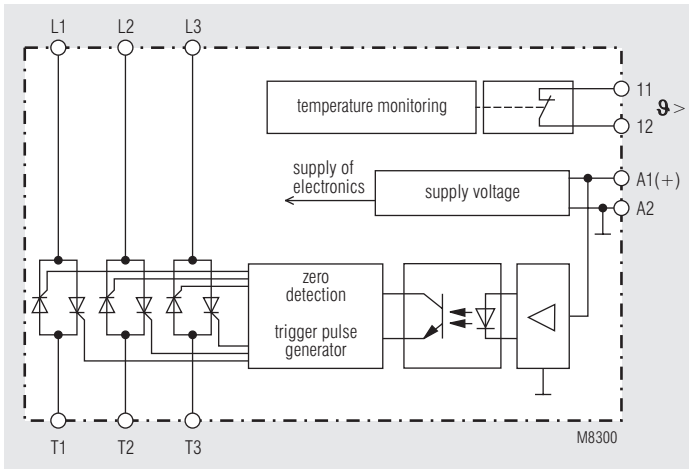 L1 L2 L3
temperature monitoring
11
ϑ >
12
supply of
electronics
supply voltage
A1(+)
A2
zero
detection
trigger pulse
generator
T1 T2 T3
M8300